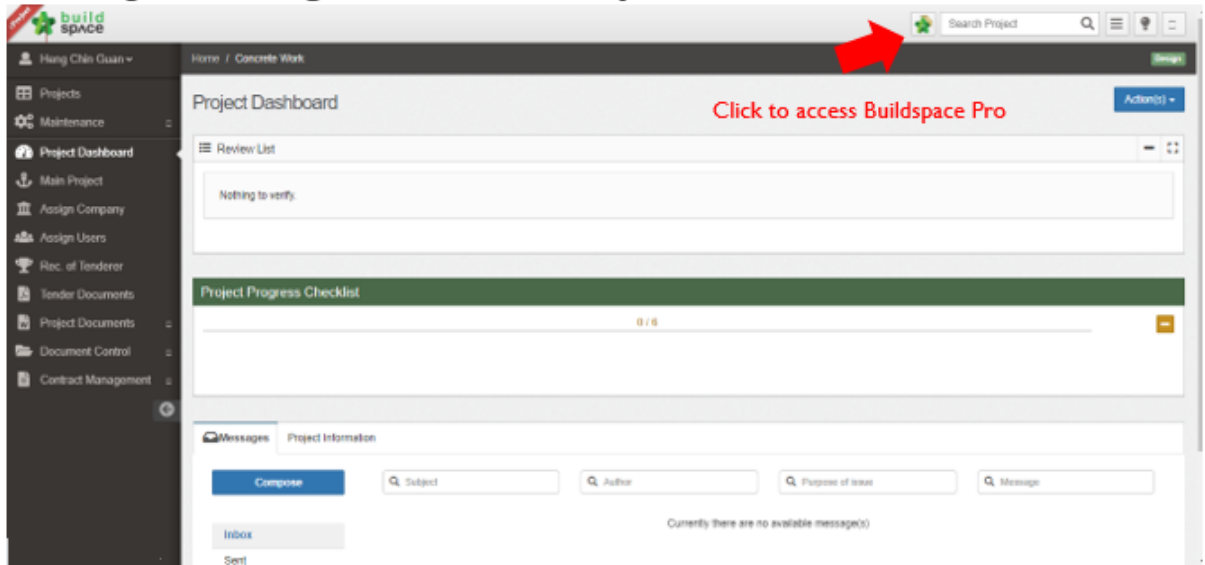 Project
build
space
Search Project
Hung Chin Guan
Home / Concrete Work
Design
Projects
Project Dashboard
Action(s)
Click to access Buildspace Pro
Maintenance
Project Dashboard
Review List
Main Project
Nothing to verify.
Assign Company
Assign Users
Rec. of Tenderer
Tender Documents
Project Progress Checklist
Project Documents
0 / 6
Document Control
Contract Management
Messages
Project Information
Compose
Subject
Author
Purpose of issue
Message
Currently there are no available message(s)
Inbox
Sent